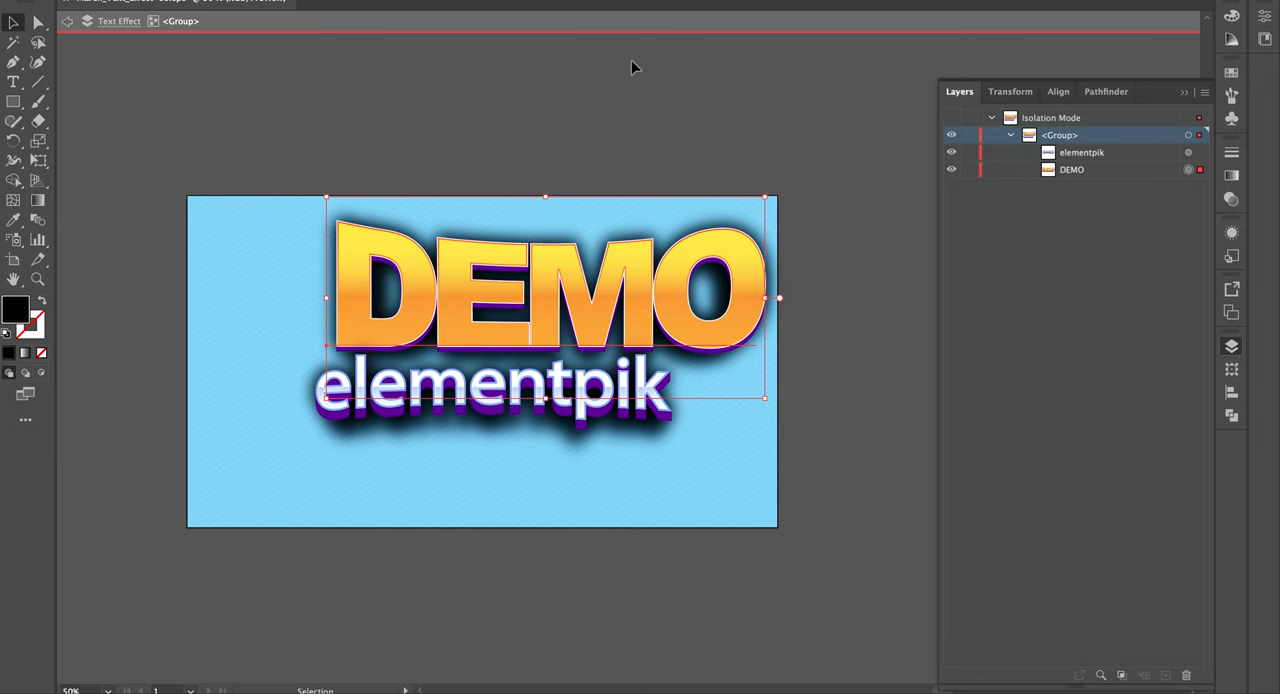 Text Effect <Group>
Layers Transform Align Pathfinder
Isolation Mode
<Group>
elementpik
DEMO
DEMO
elementpik
50% 1 Selection